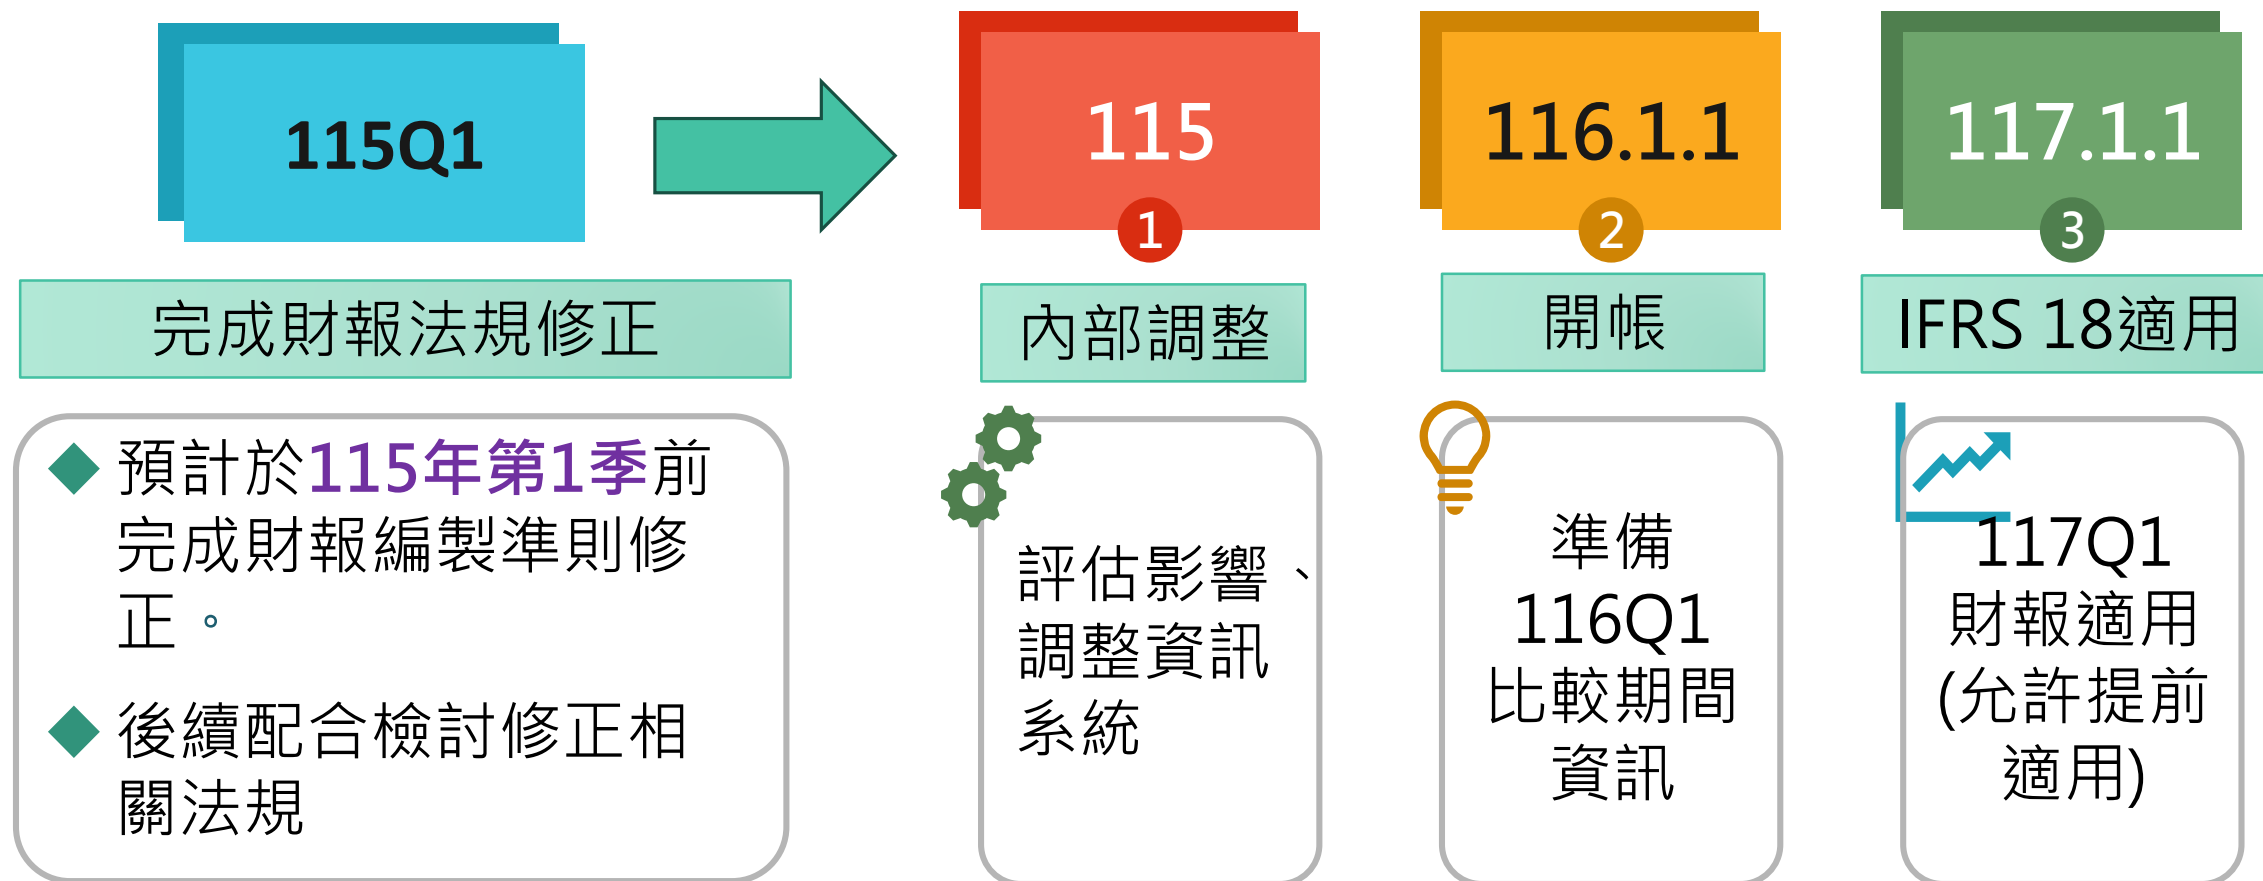 115Q1
完成財報法規修正
◆ 預計於115年第1季前
完成財報編製準則修
正。
◆ 後續配合檢討修正相
關法規
115
1
內部調整
評估影響、
調整資訊
系統
116.1.1
2
開帳
準備
116Q1
比較期間
資訊
117.1.1
3
IFRS 18適用
117Q1
財報適用
(允許提前
適用)